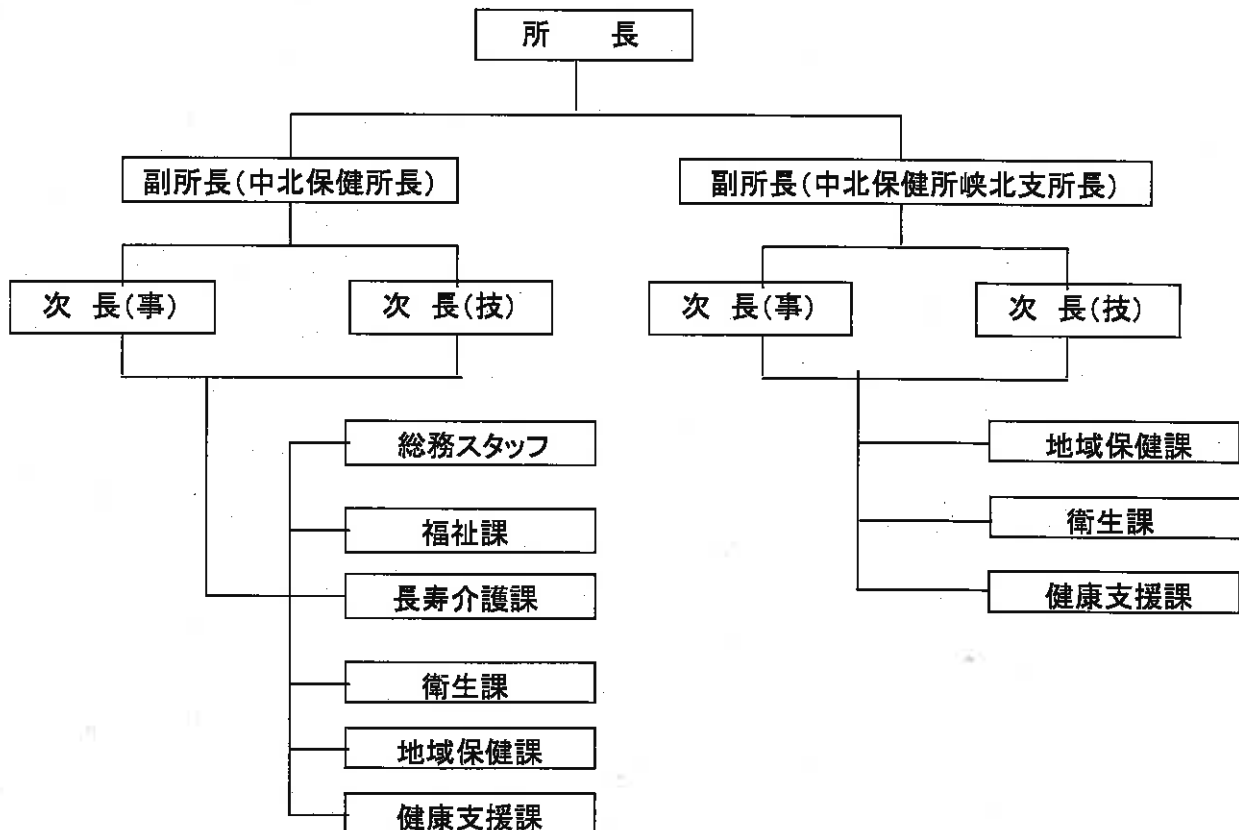 所　　長
副所長(中北保健所長)
副所長(中北保健所峡北支所長)
次 長(事)
次 長(技)
次 長(事)
次 長(技)
総務スタッフ
福祉課
長寿介護課
衛生課
地域保健課
健康支援課
地域保健課
衛生課
健康支援課